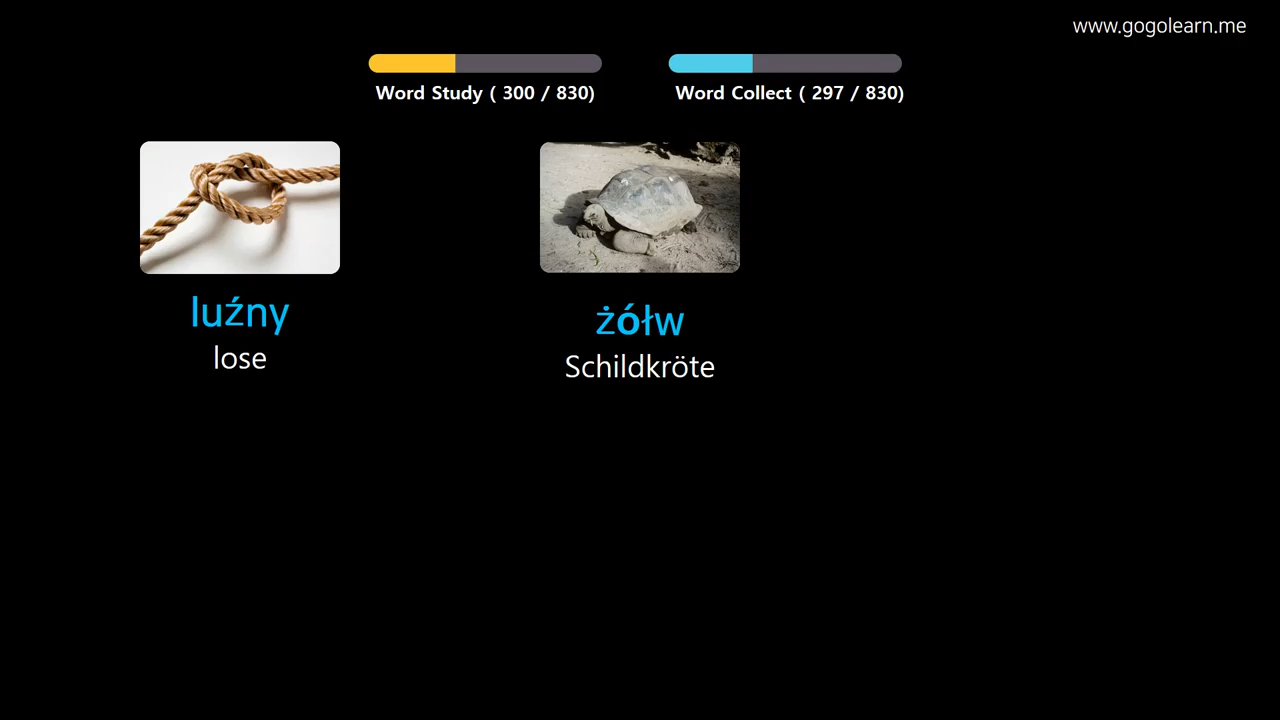 www.gogolearn.me
Word Study ( 300 / 830)
Word Collect ( 297 / 830)
luźny
lose
żółw
Schildkröte